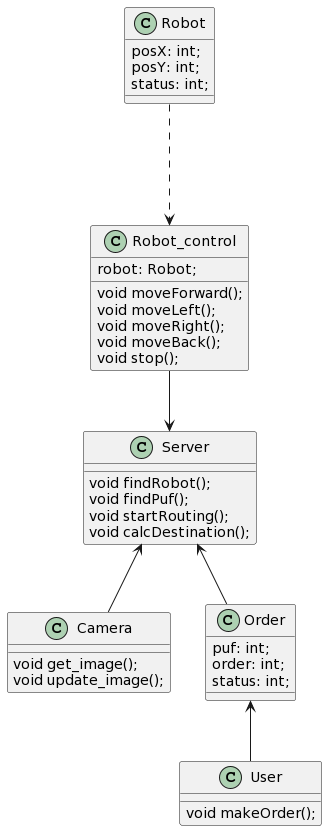 C Robot
posX: int;
posY: int;
status: int;
C Robot_control
robot: Robot;
void moveForward();
void moveLeft();
void moveRight();
void moveBack();
void stop();
C Server
void findRobot();
void findPuf();
void startRouting();
void calcDestination();
C Camera
void get_image();
void update_image();
C Order
puf: int;
order: int;
status: int;
C User
void makeOrder();